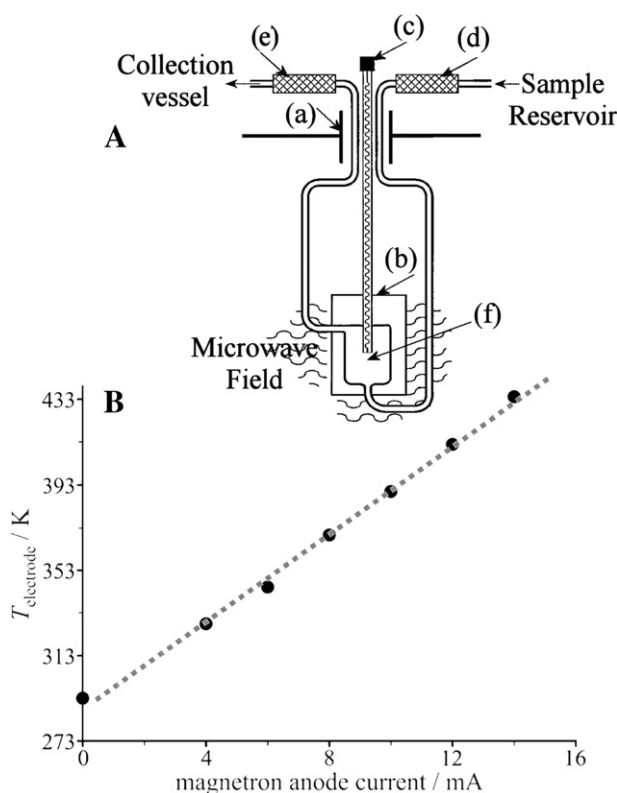 (e)
(c)
(d)
Collection
vessel
(a)
Sample
Reservoir
A
(b)
(f)
Microwave
Field
B
433
393
353
313
273
T electrode / K
0
4
8
12
16
magnetron anode current / mA